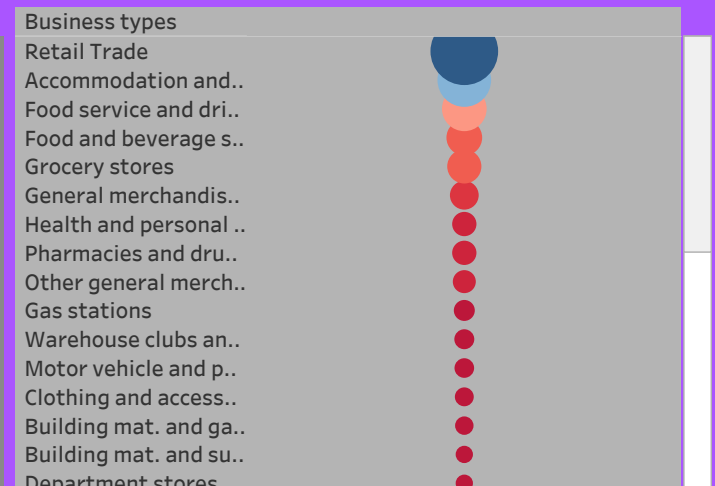 Business types
Retail Trade
Accommodation and..
Food service and dri..
Food and beverage s..
Grocery stores
General merchandis..
Health and personal ..
Pharmacies and dru..
Other general merch..
Gas stations
Warehouse clubs an..
Motor vehicle and p..
Clothing and access..
Building mat. and ga..
Building mat. and su..
Department stores